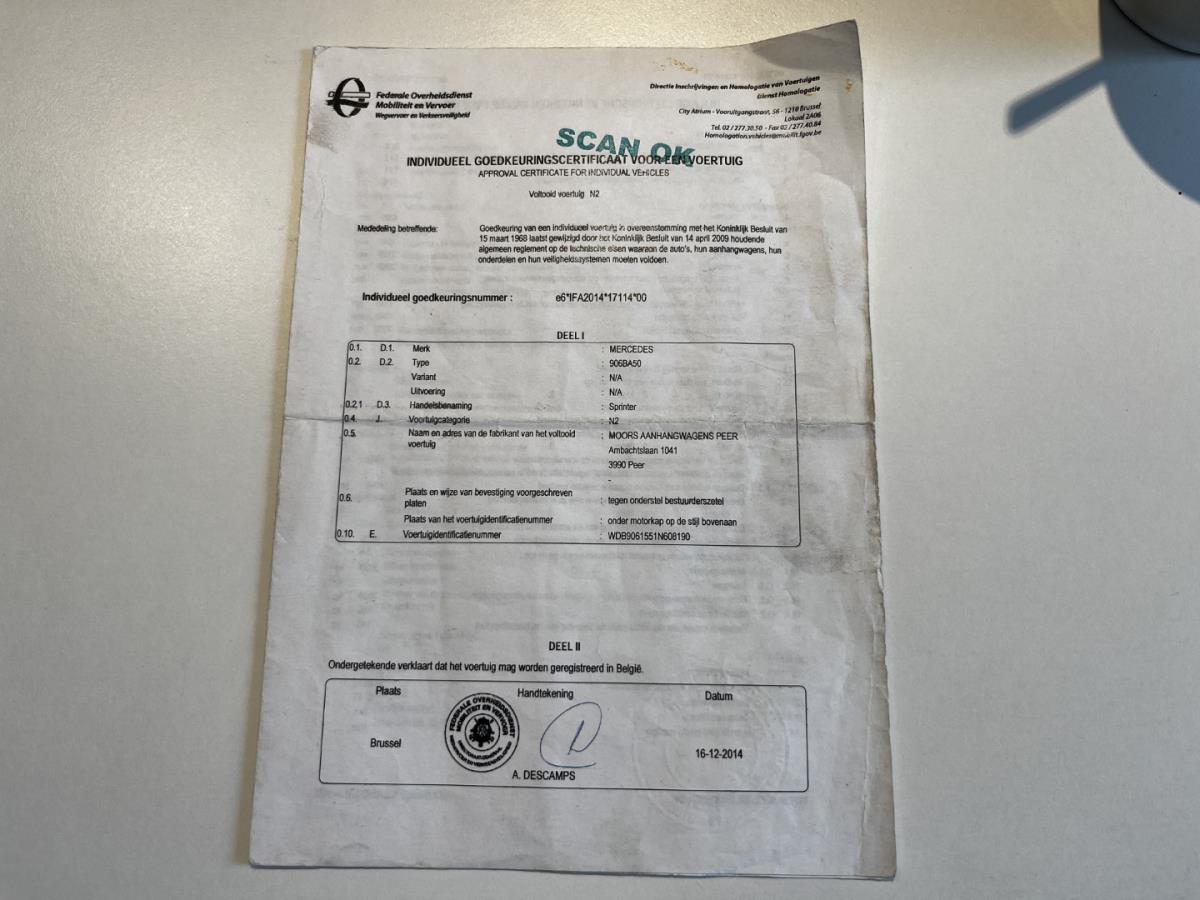 Federale Overheidsdienst
Mobiliteit en Vervoer
Wegvervoer en Verkeersveiligheid
Directie Inschrijvingen en Homologatie van Voertuigen
Dienst Homologatie
City Atrium - Vooruitgangstraat, 56 - 1210 Brussel
Lokaal 2A06
Tel. 02 / 277.30.50 - Fax 02 / 277.40.84
SCAN OK
INDIVIDUEEL GOEDKEURINGSCERTIFICAAT VOOR EEN VOERTUIG
APPROVAL CERTIFICATE FOR INDIVIDUAL VEHICLES
Voltooid voertuig N2
Mededeling betreffende: Goedkeuring van een individueel voertuig in overeenstemming met het Koninklijk Besluit van
15 maart 1968 laatst gewijzigd door het Koninklijk Besluit van 14 april 2009 houdende
algemeen reglement op de technische eisen waaraan de auto's, hun aanhangwagens, hun
onderdelen en hun veiligheidssystemen moeten voldoen.
Individueel goedkeuringsnummer : e6*IFA2014*17114*00
DEEL I
0.1. D.1. Merk : MERCEDES
0.2. D.2. Type : 906BA50
Variant : N/A
Uitvoering : N/A
0.2.1 D.3. Handelsbenaming : Sprinter
0.4. J. Voertuigcategorie : N2
0.5. Naam en adres van de fabrikant van het voltooid : MOORS AANHANGWAGENS PEER
voertuig
Ambachtslaan 1041
3990 Peer
-
0.6. Plaats en wijze van bevestiging voorgeschreven
platen : tegen onderstel bestuurderszetel
Plaats van het voertuigidentificatienummer : onder motorkap op de stijl bovenaan
0.10. E. Voertuigidentificatienummer : WDB9061551N608190
DEEL II
Ondergetekende verklaart dat het voertuig mag worden geregistreerd in België.
Plaats Handtekening Datum
FEDERALE OVERHEIDSDIENST
MOBILITEIT EN VERVOER
Brussel
16-12-2014
A. DESCAMPS